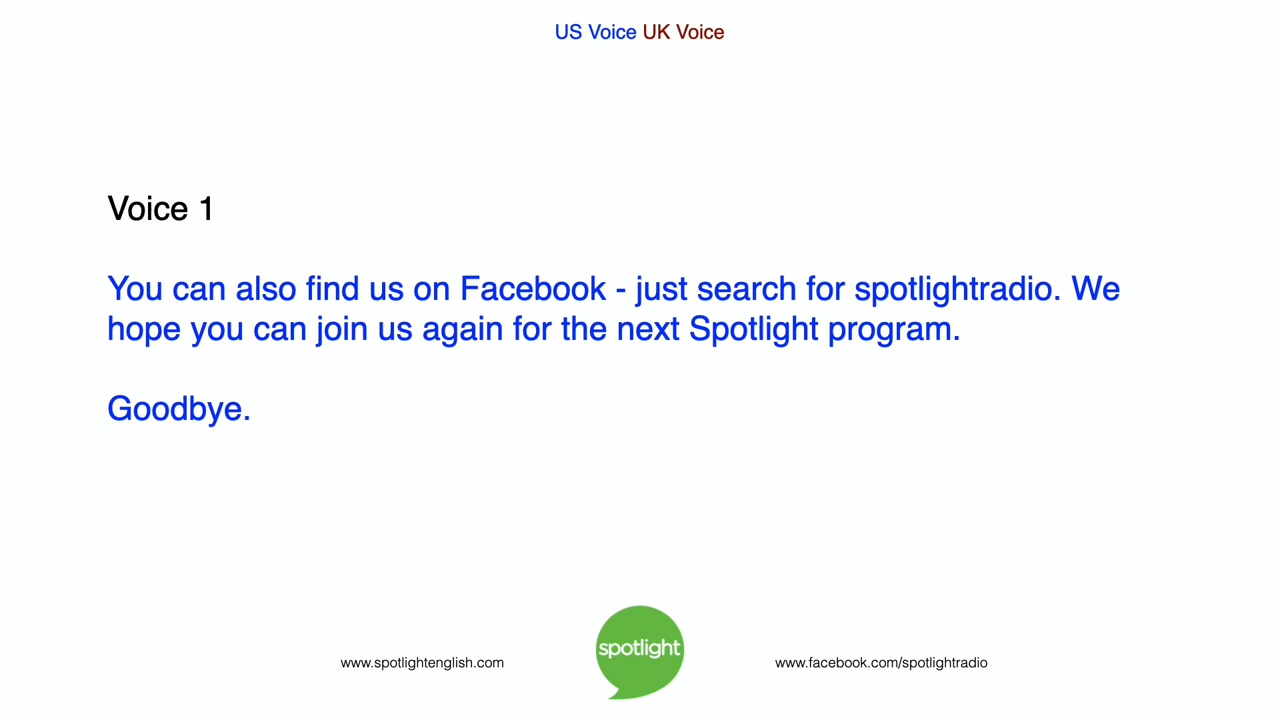 US Voice UK Voice
Voice 1
You can also find us on Facebook - just search for spotlightradio. We
hope you can join us again for the next Spotlight program.
Goodbye.
www.spotlightenglish.com
spotlight
www.facebook.com/spotlightradio